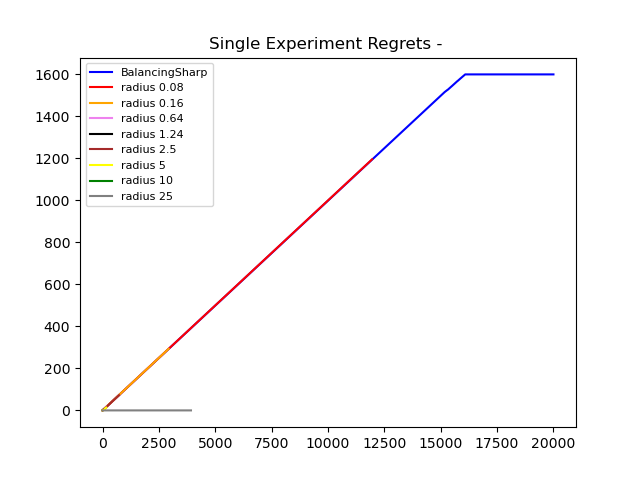 Single Experiment Regrets -
BalancingSharp
radius 0.08
radius 0.16
radius 0.64
radius 1.24
radius 2.5
radius 5
radius 10
radius 25
1600
1400
1200
1000
800
600
400
200
0
0 2500 5000 7500 10000 12500 15000 17500 20000